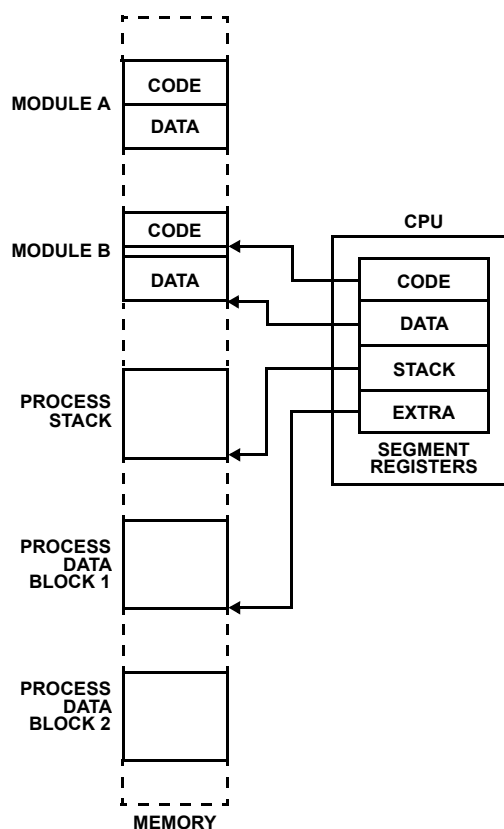 MODULE A
CODE
DATA
MODULE B
CODE
DATA
PROCESS
STACK
PROCESS
DATA
BLOCK 1
PROCESS
DATA
BLOCK 2
MEMORY
CPU
CODE
DATA
STACK
EXTRA
SEGMENT
REGISTERS